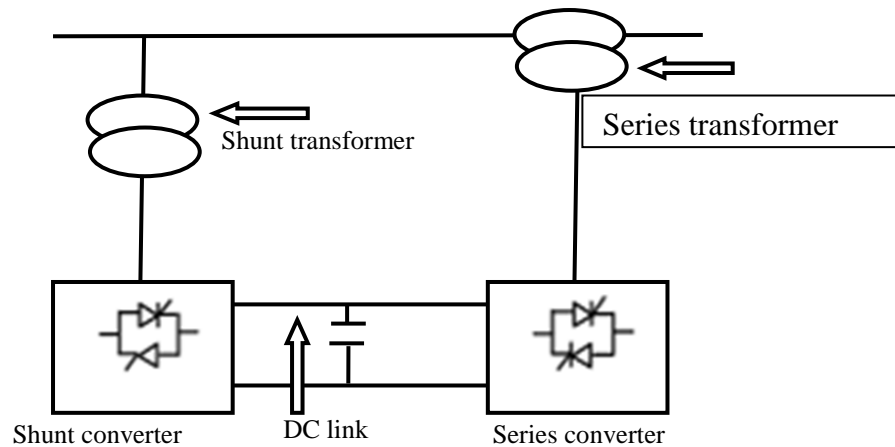 Shunt transformer
Series transformer
Shunt converter
DC link
Series converter